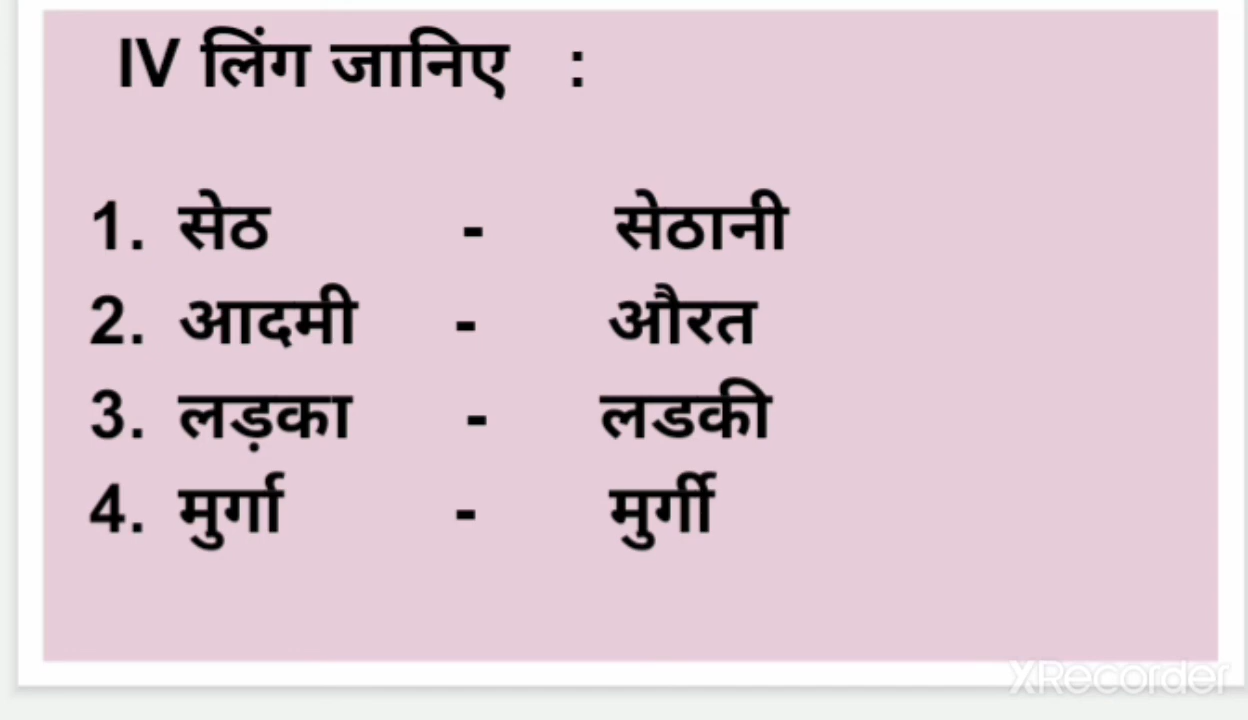 IV लिंग जानिए :
1. सेठ - सेठानी
2. आदमी - औरत
3. लड़का - लडकी
4. मुर्गा - मुर्गी
XRecorder